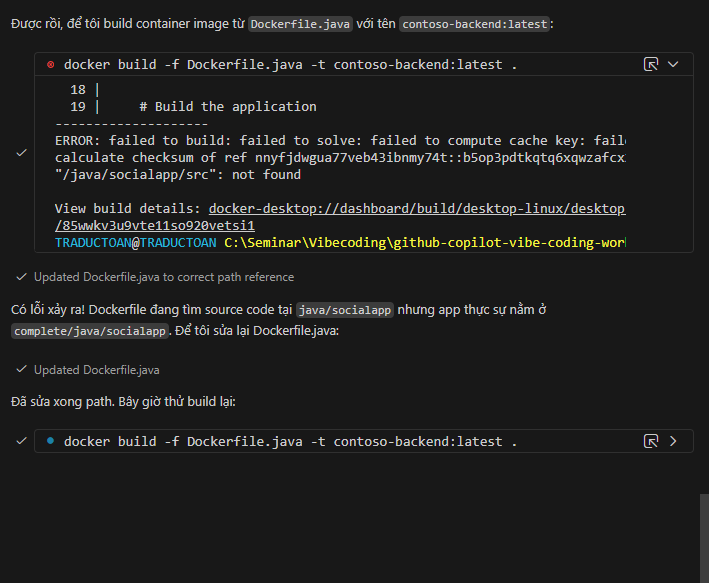 Được rồi, để tôi build container image từ Dockerfile.java với tên contoso-backend:latest:
docker build -f Dockerfile.java -t contoso-backend:latest .
18 |
19 |     # Build the application
--------------------
ERROR: failed to build: failed to solve: failed to compute cache key:
calculate checksum of ref nnyfjdwgua77veb43ibnmy74t::b5op3pdtkqtq6xqwzafcx
"/java/socialapp/src": not found
View build details: docker-desktop://dashboard/build/desktop-linux/desktop
/85wwkv3u9vte11so920vetsi1
TRADUCTOAN@TRADUCTOAN C:\Seminar\Vibecoding\github-copilot-vibe-coding-wor
Updated Dockerfile.java to correct path reference
Có lỗi xảy ra! Dockerfile đang tìm source code tại java/socialapp nhưng app thực sự nằm ở
complete/java/socialapp. Để tôi sửa lại Dockerfile.java:
Updated Dockerfile.java
Đã sửa xong path. Bây giờ thử build lại:
docker build -f Dockerfile.java -t contoso-backend:latest .